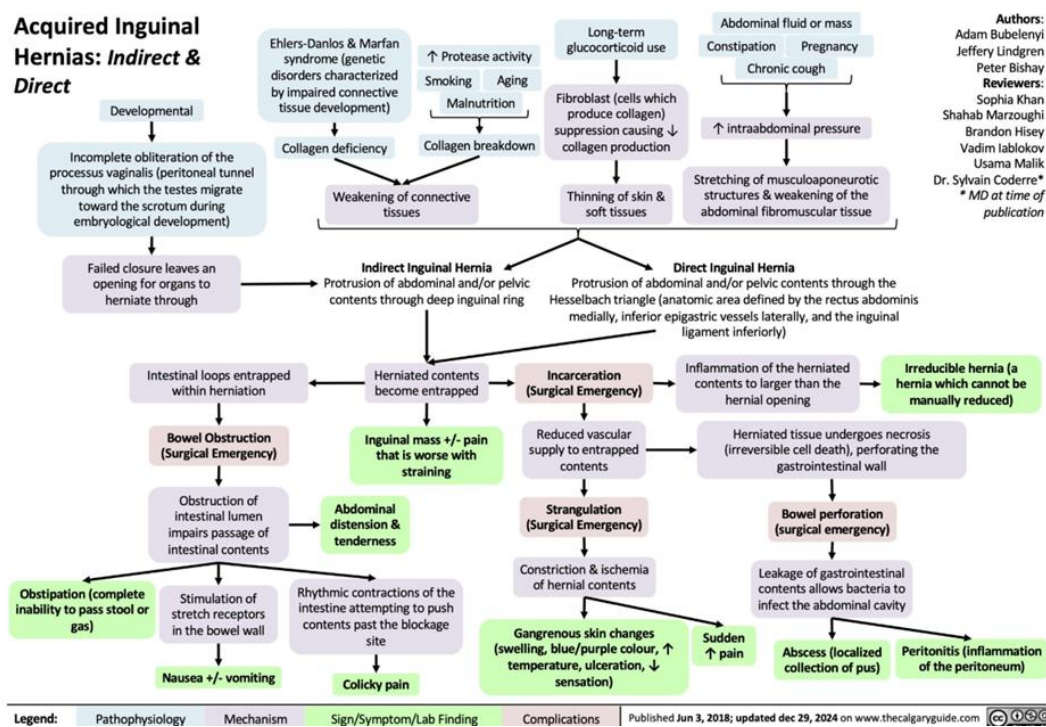 Acquired Inguinal
Hernias: Indirect &
Direct
Authors:
Adam Bubelenyi
Jeffery Lindgren
Peter Bishay
Reviewers:
Sophia Khan
Shahab Marzoughi
Brandon Hisey
Vadim Iablokov
Usama Malik
Dr. Sylvain Coderre*
* MD at time of
publication
Developmental
Incomplete obliteration of the
processus vaginalis (peritoneal tunnel
through which the testes migrate
toward the scrotum during
embryological development)
Failed closure leaves an
opening for organs to
herniate through
Ehlers-Danlos & Marfan
syndrome (genetic
disorders characterized
by impaired connective
tissue development)
Collagen deficiency
↑ Protease activity
Smoking
Aging
Malnutrition
Collagen breakdown
Weakening of connective
tissues
Long-term
glucocorticoid use
Fibroblast (cells which
produce collagen)
suppression causing ↓
collagen production
Thinning of skin &
soft tissues
Abdominal fluid or mass
Constipation
Pregnancy
Chronic cough
↑ intraabdominal pressure
Stretching of musculoaponeurotic
structures & weakening of the
abdominal fibromuscular tissue
Indirect Inguinal Hernia
Protrusion of abdominal and/or pelvic
contents through deep inguinal ring
Direct Inguinal Hernia
Protrusion of abdominal and/or pelvic contents through the
Hesselbach triangle (anatomic area defined by the rectus abdominis
medially, inferior epigastric vessels laterally, and the inguinal
ligament inferiorly)
Intestinal loops entrapped
within herniation
Herniated contents
become entrapped
Incarceration
(Surgical Emergency)
Inflammation of the herniated
contents to larger than the
hernial opening
Irreducible hernia (a
hernia which cannot be
manually reduced)
Bowel Obstruction
(Surgical Emergency)
Inguinal mass +/- pain
that is worse with
straining
Reduced vascular
supply to entrapped
contents
Herniated tissue undergoes necrosis
(irreversible cell death), perforating the
gastrointestinal wall
Obstruction of
intestinal lumen
impairs passage of
intestinal contents
Abdominal
distension &
tenderness
Strangulation
(Surgical Emergency)
Bowel perforation
(surgical emergency)
Constriction & ischemia
of hernial contents
Leakage of gastrointestinal
contents allows bacteria to
infect the abdominal cavity
Obstipation (complete
inability to pass stool or
gas)
Stimulation of
stretch receptors
in the bowel wall
Rhythmic contractions of the
intestine attempting to push
contents past the blockage
site
Nausea +/- vomiting
Colicky pain
Gangrenous skin changes
(swelling, blue/purple colour, ↑
temperature, ulceration, ↓
sensation)
Sudden
↑ pain
Abscess (localized
collection of pus)
Peritonitis (inflammation
of the peritoneum)
Legend:
Pathophysiology
Mechanism
Sign/Symptom/Lab Finding
Complications
Published Jun 3, 2018; updated dec 29, 2024 on www.thecalgaryguide.com